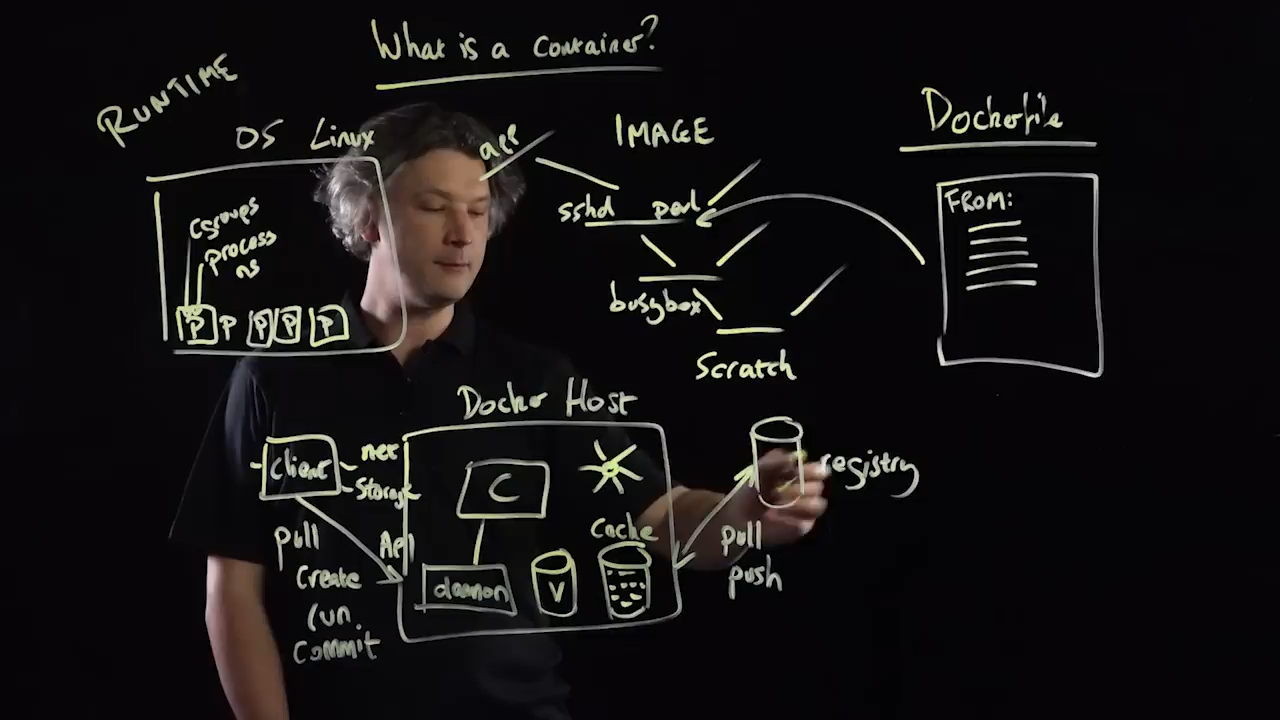 What is a container?
RUNTIME
OS Linux
cgroups
process
ns
P P P P P
IMAGE
app
sshd perl
busybox
Scratch
Dockerfile
FROM:
Docker Host
client
net
Storage
pull
API
Create
run
Commit
C
daemon
V
Cache
registry
pull
push